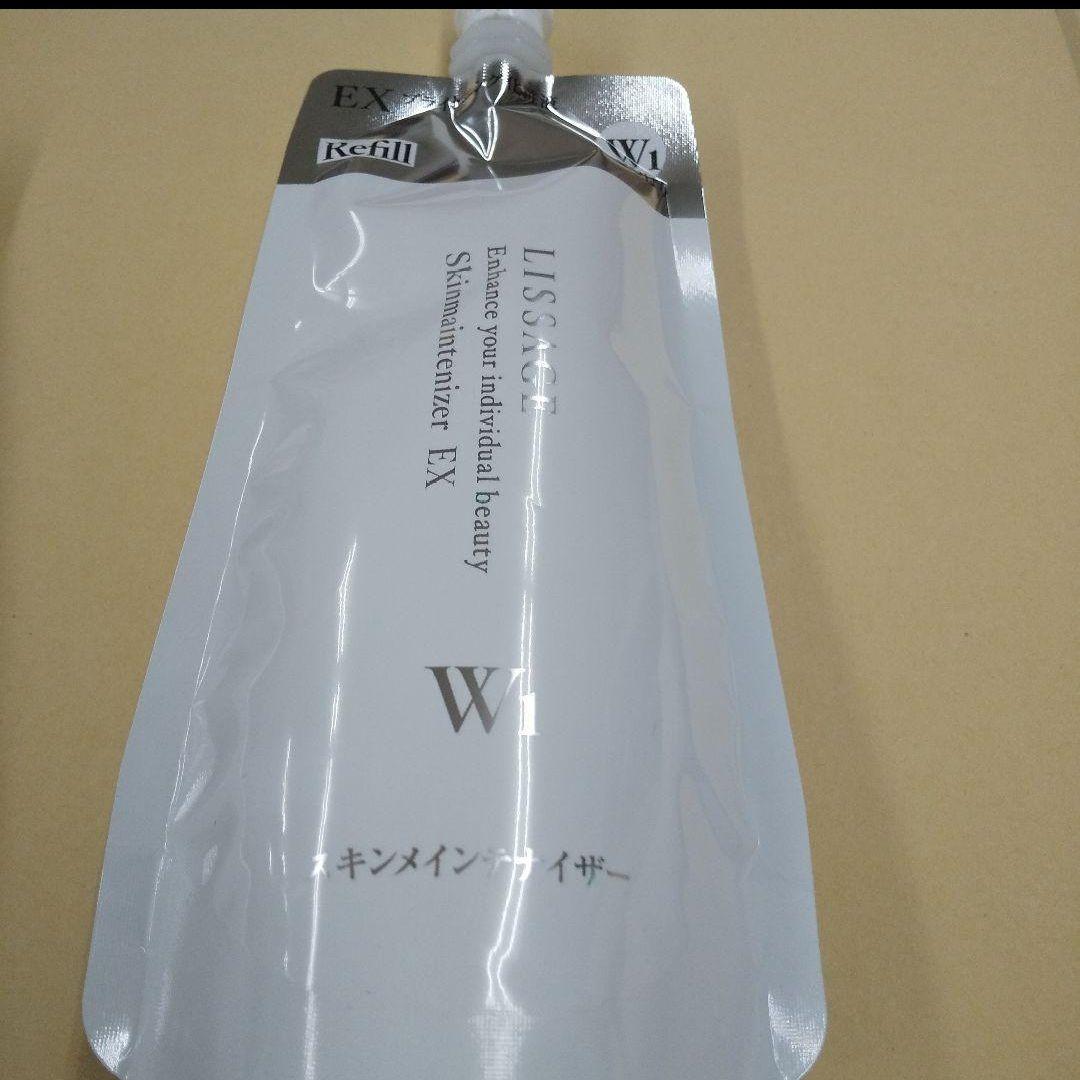 EX
Refill
W1
LISSAGE
Enhance your individual beauty
Skinmaintenizer EX
W1
スキンメインテナイザー